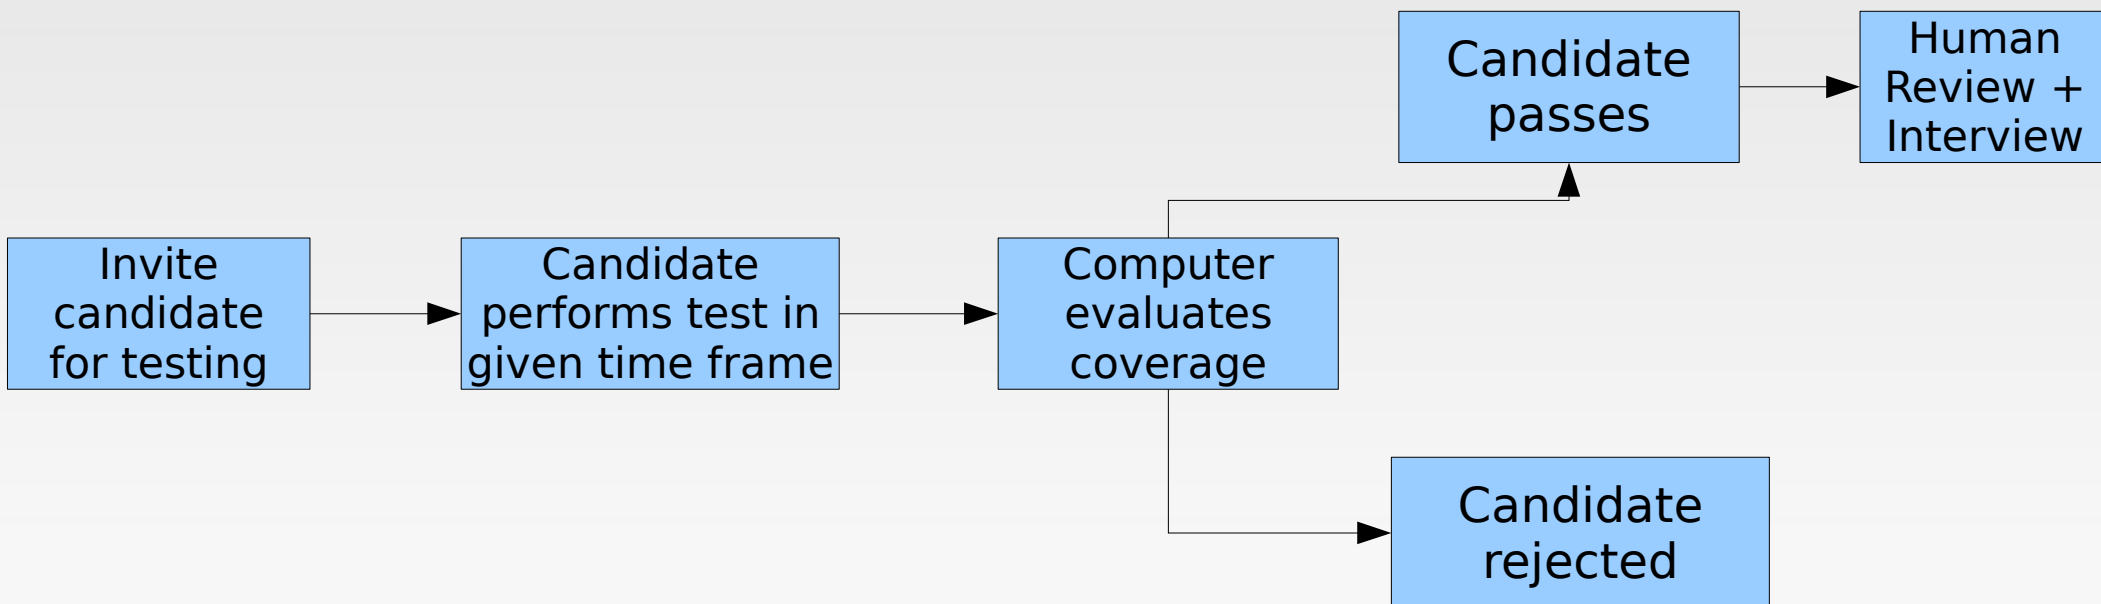 Invite
candidate
for testing
Candidate
performs test in
given time frame
Computer
evaluates
coverage
Candidate
passes
Human
Review +
Interview
Candidate
rejected